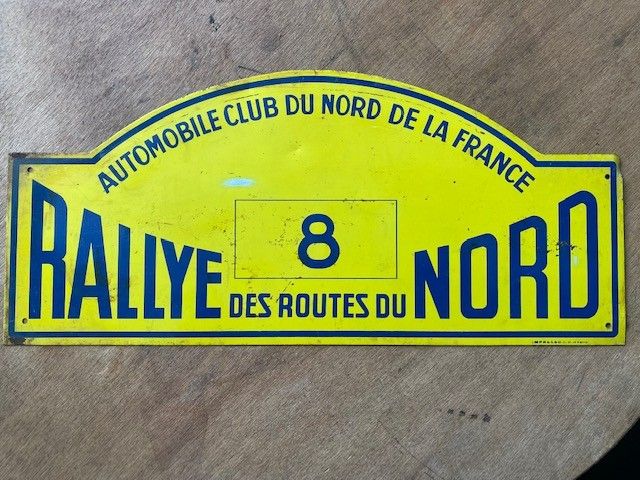 AUTOMOBILE CLUB DU NORD DE LA FRANCE
8
RALLYE DES ROUTES DU NORD